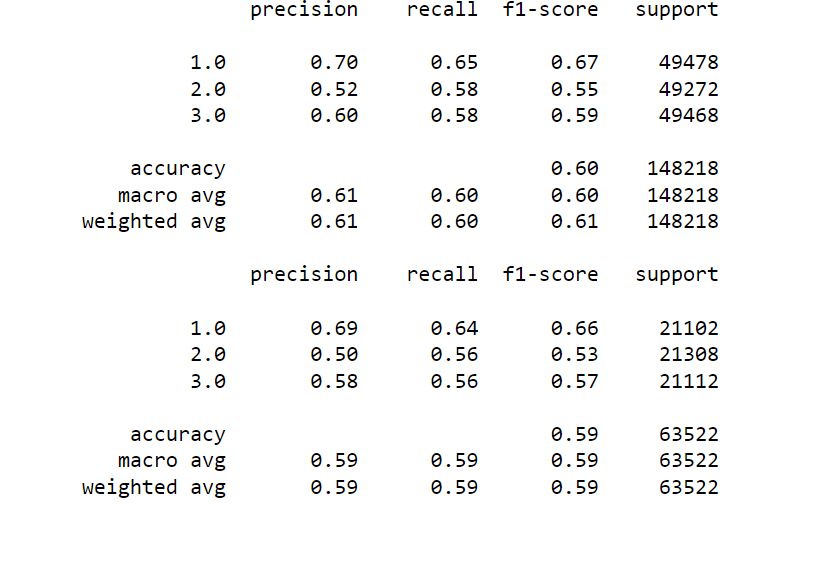 precision recall f1-score support
1.0 0.70 0.65 0.67 49478
2.0 0.52 0.58 0.55 49272
3.0 0.60 0.58 0.59 49468
accuracy 0.60 148218
macro avg 0.61 0.60 0.60 148218
weighted avg 0.61 0.60 0.61 148218
precision recall f1-score support
1.0 0.69 0.64 0.66 21102
2.0 0.50 0.56 0.53 21308
3.0 0.58 0.56 0.57 21112
accuracy 0.59 63522
macro avg 0.59 0.59 0.59 63522
weighted avg 0.59 0.59 0.59 63522